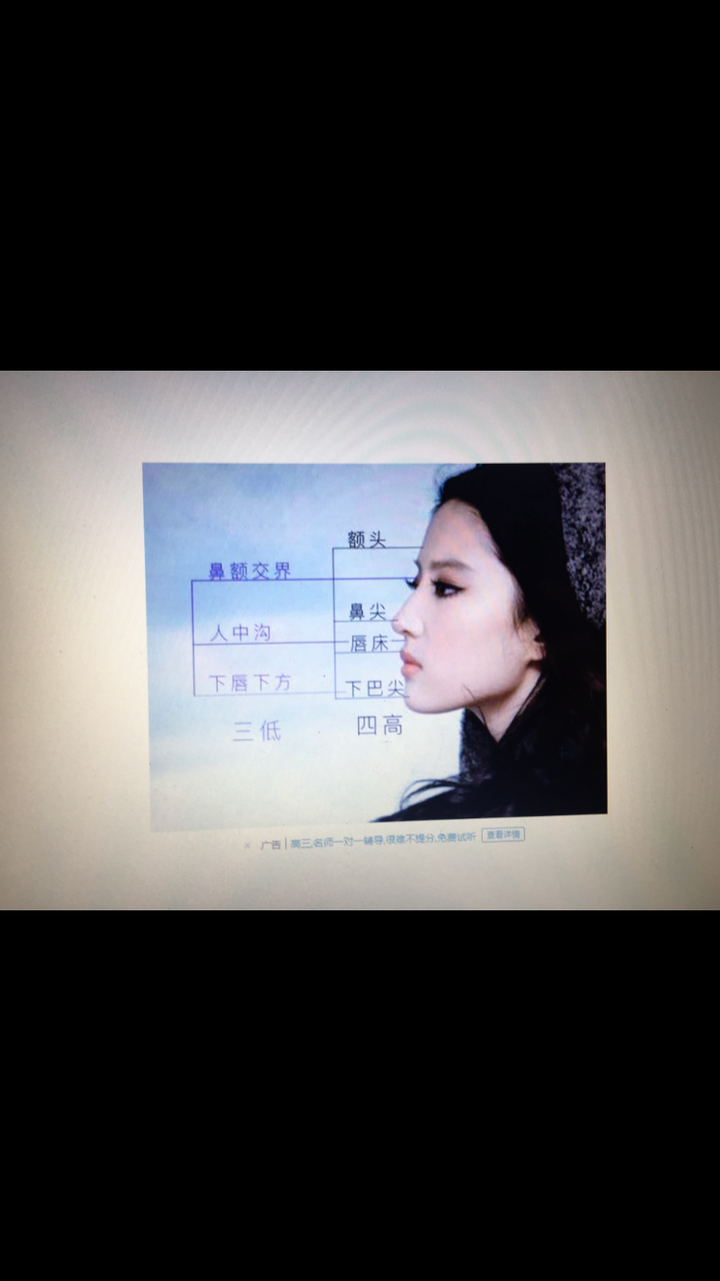 额头
鼻额交界
鼻尖
人中沟
唇床
下唇下方
下巴尖
三低
四高
× 广告 | 高三,名师一对一辅导,很难不提分,免费试听 查看详情